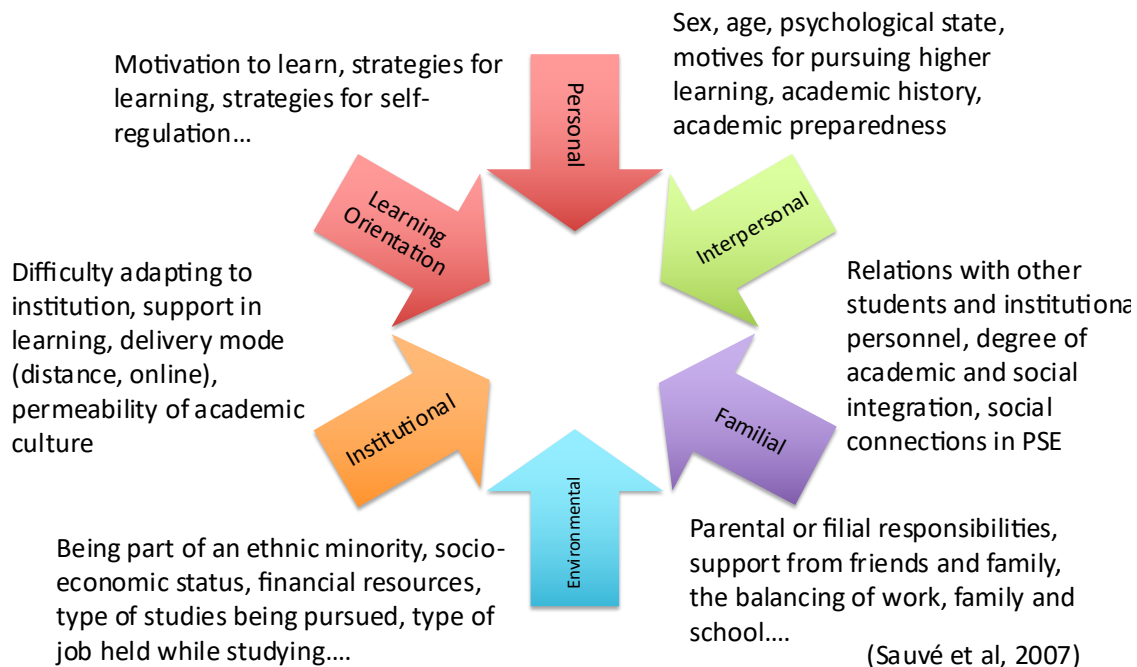 Sex, age, psychological state,
motives for pursuing higher
learning, academic history,
academic preparedness
Motivation to learn, strategies for
learning, strategies for self-
regulation...
Personal
Learning
Orientation
Interpersonal
Difficulty adapting to
institution, support in
learning, delivery mode
(distance, online),
permeability of academic
culture
Relations with other
students and institutiona
personnel, degree of
academic and social
integration, social
connections in PSE
Institutional
Familial
Environmental
Being part of an ethnic minority, socio-
economic status, financial resources,
type of studies being pursued, type of
job held while studying....
Parental or filial responsibilities,
support from friends and family,
the balancing of work, family and
school....
(Sauvé et al, 2007)